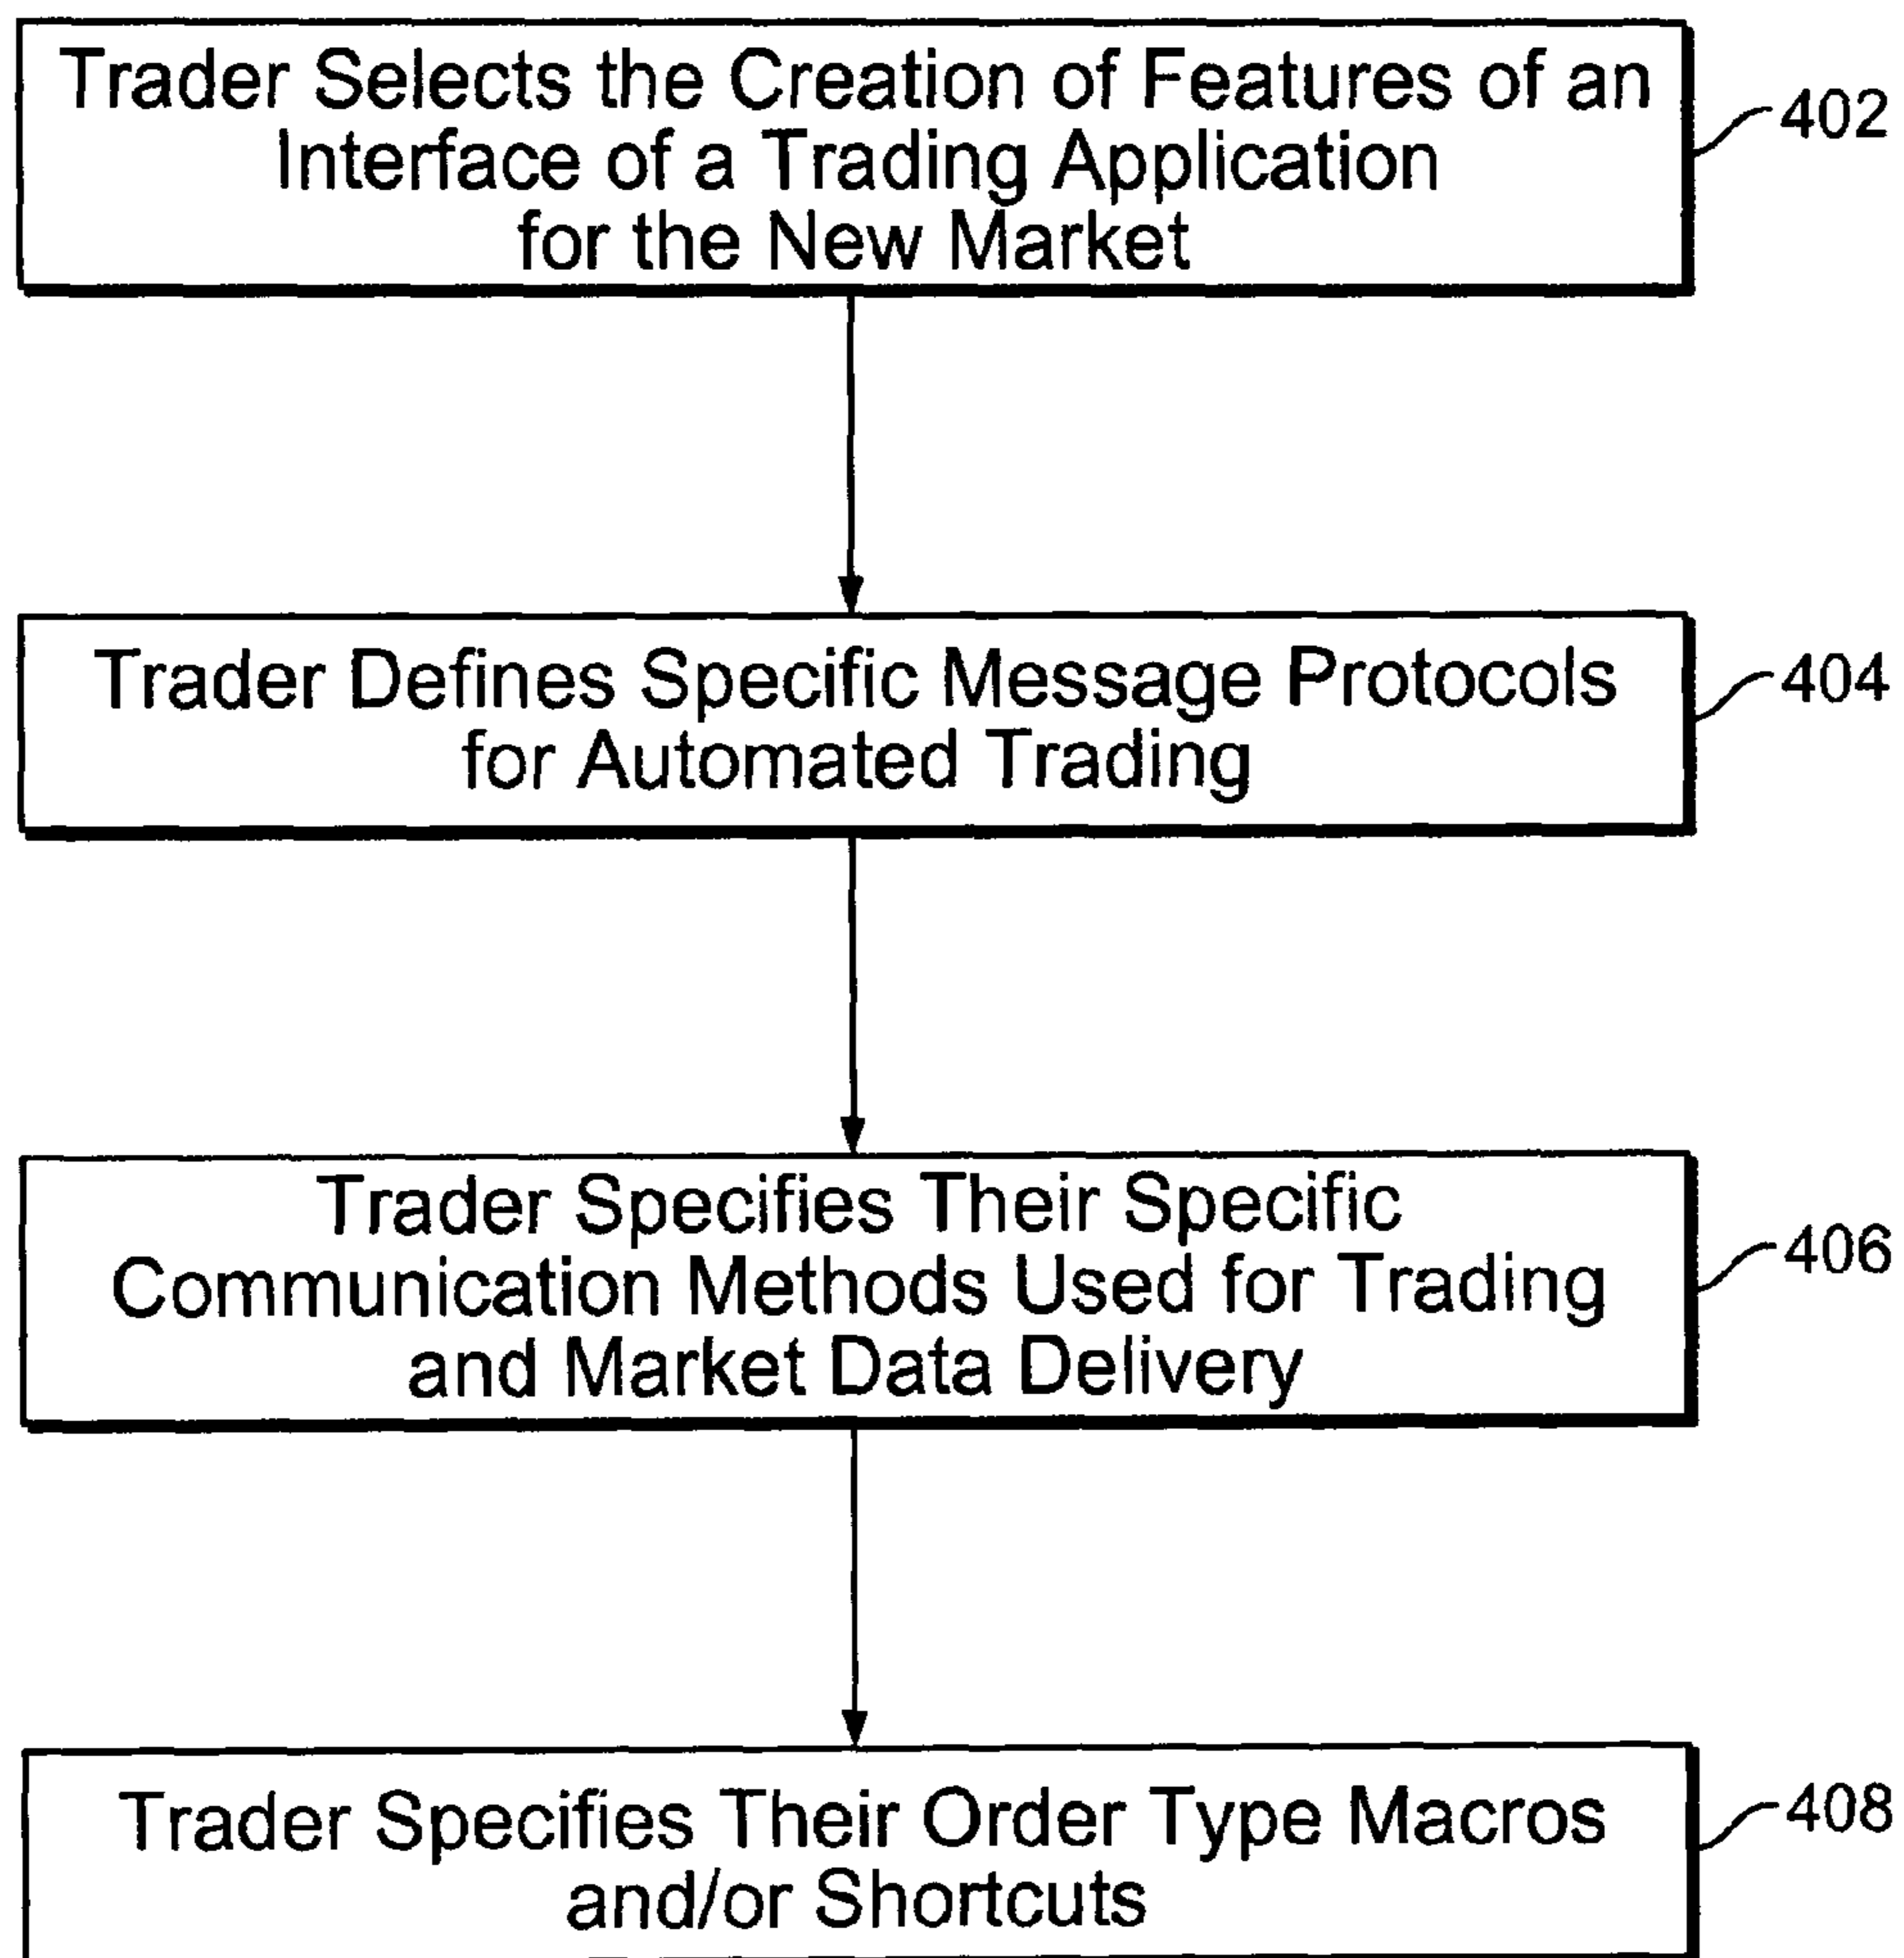 Trader Selects the Creation of Features of an
Interface of a Trading Application
for the New Market
402
Trader Defines Specific Message Protocols
for Automated Trading
404
Trader Specifies Their Specific
Communication Methods Used for Trading
and Market Data Delivery
406
Trader Specifies Their Order Type Macros
and/or Shortcuts
408